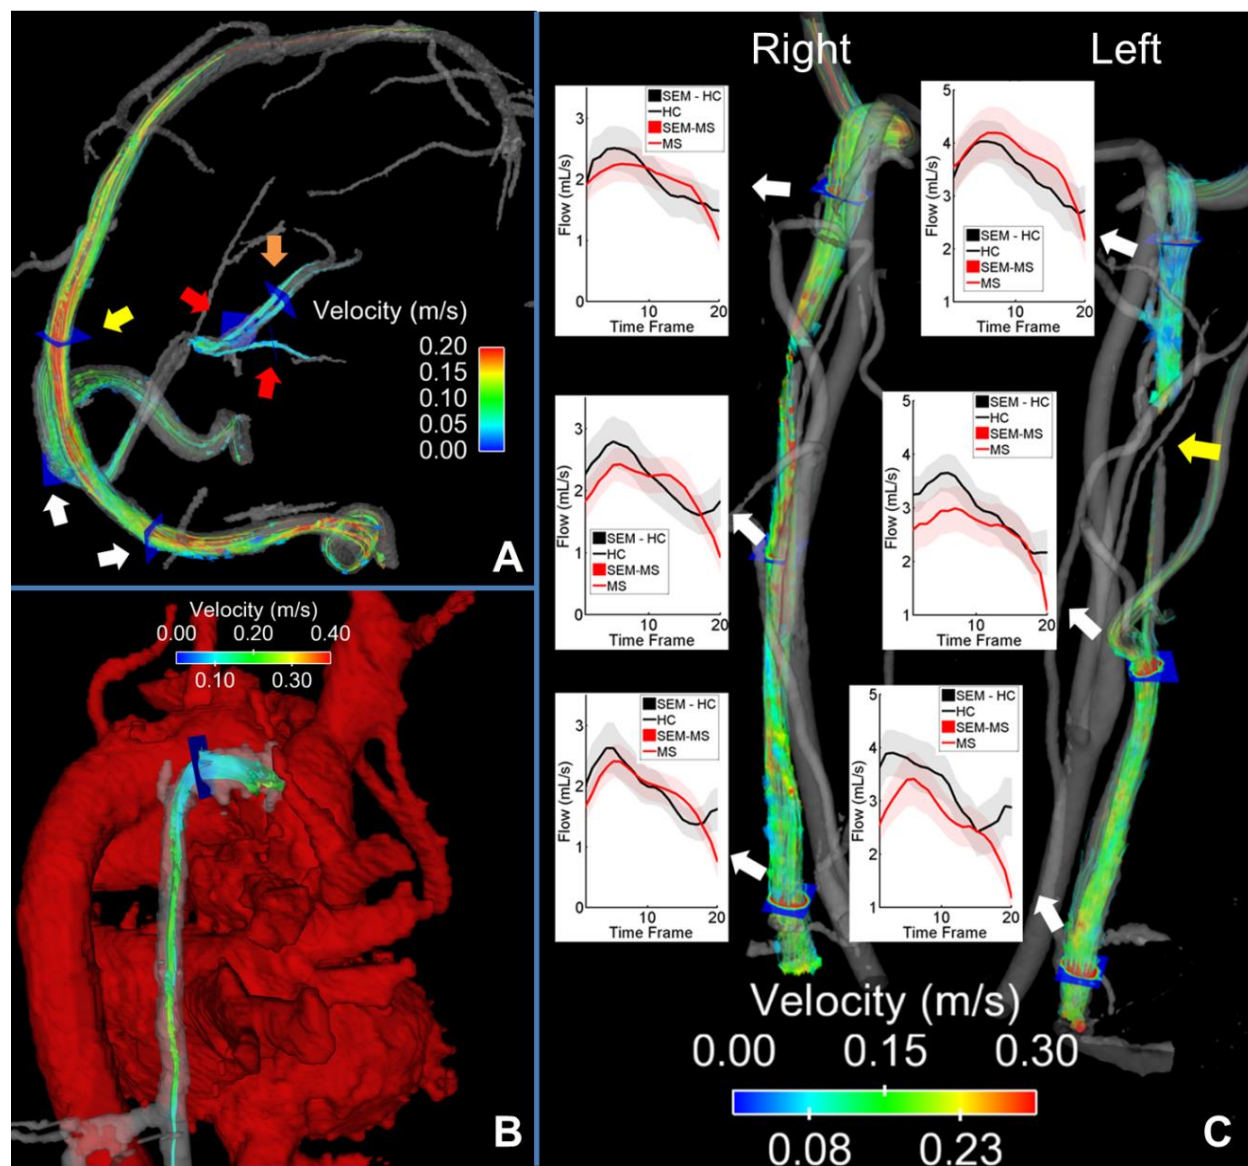 Velocity (m/s)
0.20
0.15
0.10
0.05
0.00
A
Velocity (m/s)
0.00 0.20 0.40
0.10 0.30
B
Right Left
3
2
1
0
10 20
Flow (mL/s)
Time Frame
SEM - HC
HC
SEM-MS
MS
5
4
3
2
1
10 20
Flow (mL/s)
Time Frame
SEM - HC
HC
SEM-MS
MS
3
2
1
0
10 20
Flow (mL/s)
Time Frame
SEM - HC
HC
SEM-MS
MS
5
4
3
2
1
10 20
Flow (mL/s)
Time Frame
SEM - HC
HC
SEM-MS
MS
3
2
1
0
10 20
Flow (mL/s)
Time Frame
SEM - HC
HC
SEM-MS
MS
5
4
3
2
1
10 20
Flow (mL/s)
Time Frame
SEM - HC
HC
SEM-MS
MS
Velocity (m/s)
0.00 0.15 0.30
0.08 0.23
C